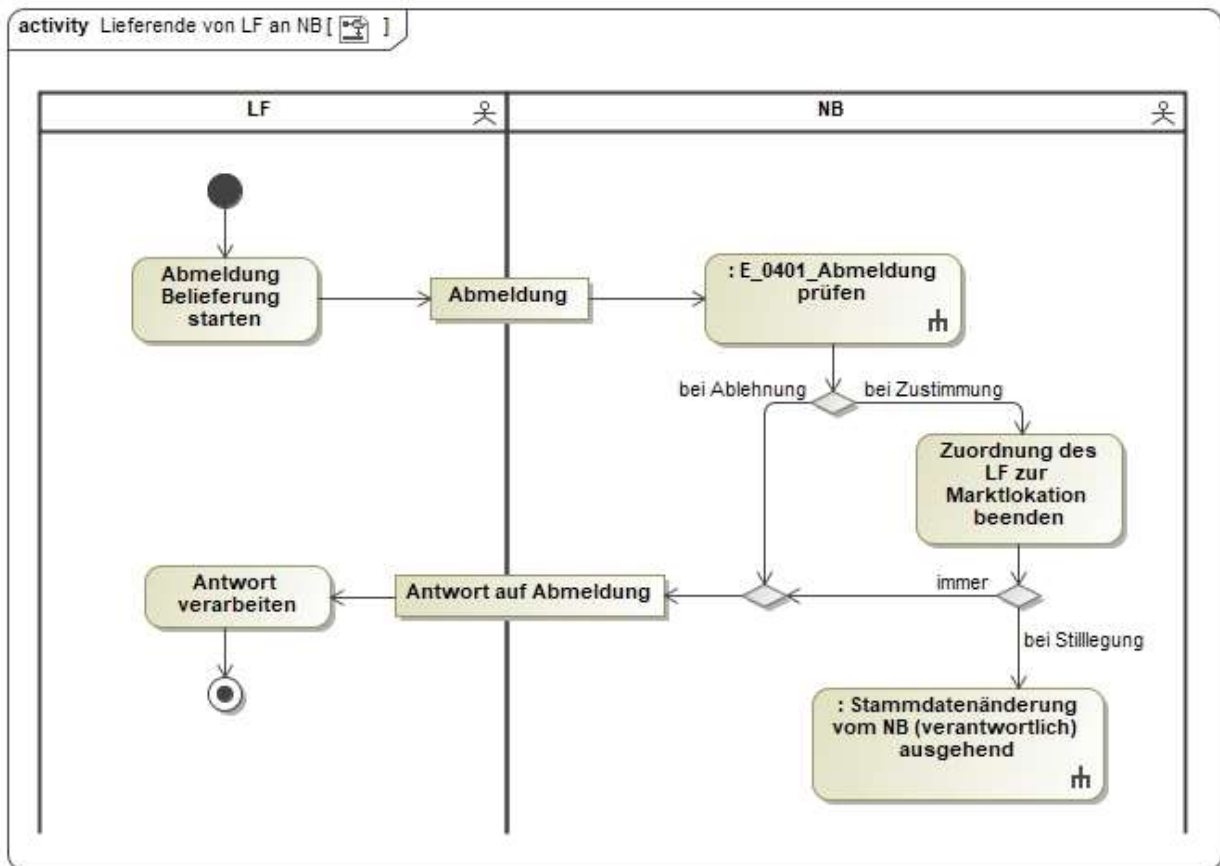 activity Lieferende von LF an NB [ ]
LF
NB
Abmeldung
Belieferung
starten
Abmeldung
: E_0401_Abmeldung
prüfen
bei Ablehnung
bei Zustimmung
Zuordnung des
LF zur
Marktlokation
beenden
Antwort
verarbeiten
Antwort auf Abmeldung
immer
bei Stilllegung
: Stammdatenänderung
vom NB (verantwortlich)
ausgehend